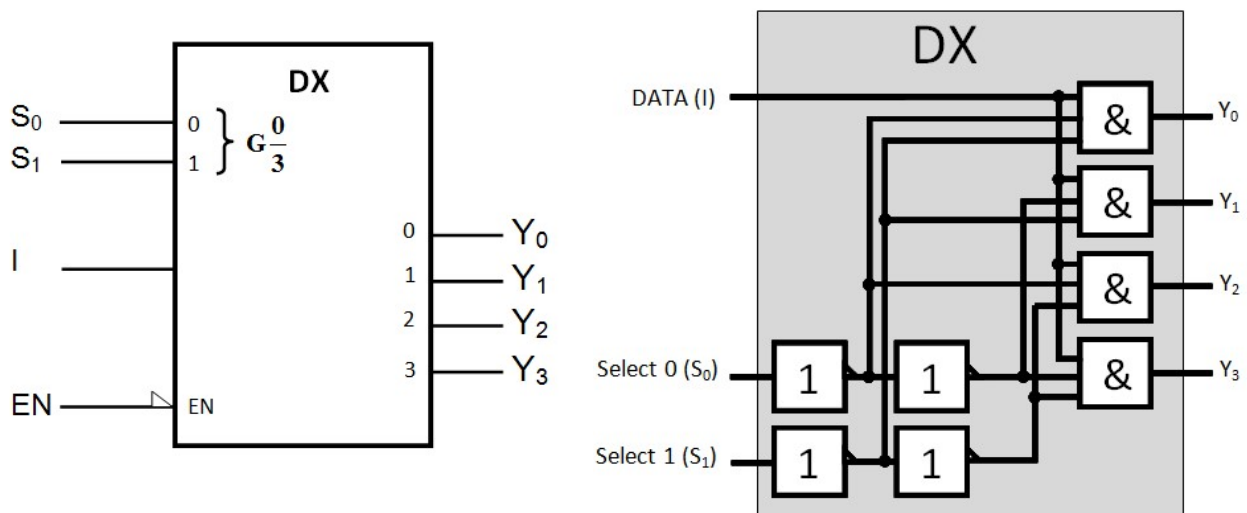 DX
S0
0
S1
1
G 0/3
I
0
Y0
1
Y1
2
Y2
3
Y3
EN
EN
DX
DATA (I)
&
Y0
&
Y1
&
Y2
Select 0 (S0)
1
1
&
Y3
Select 1 (S1)
1
1